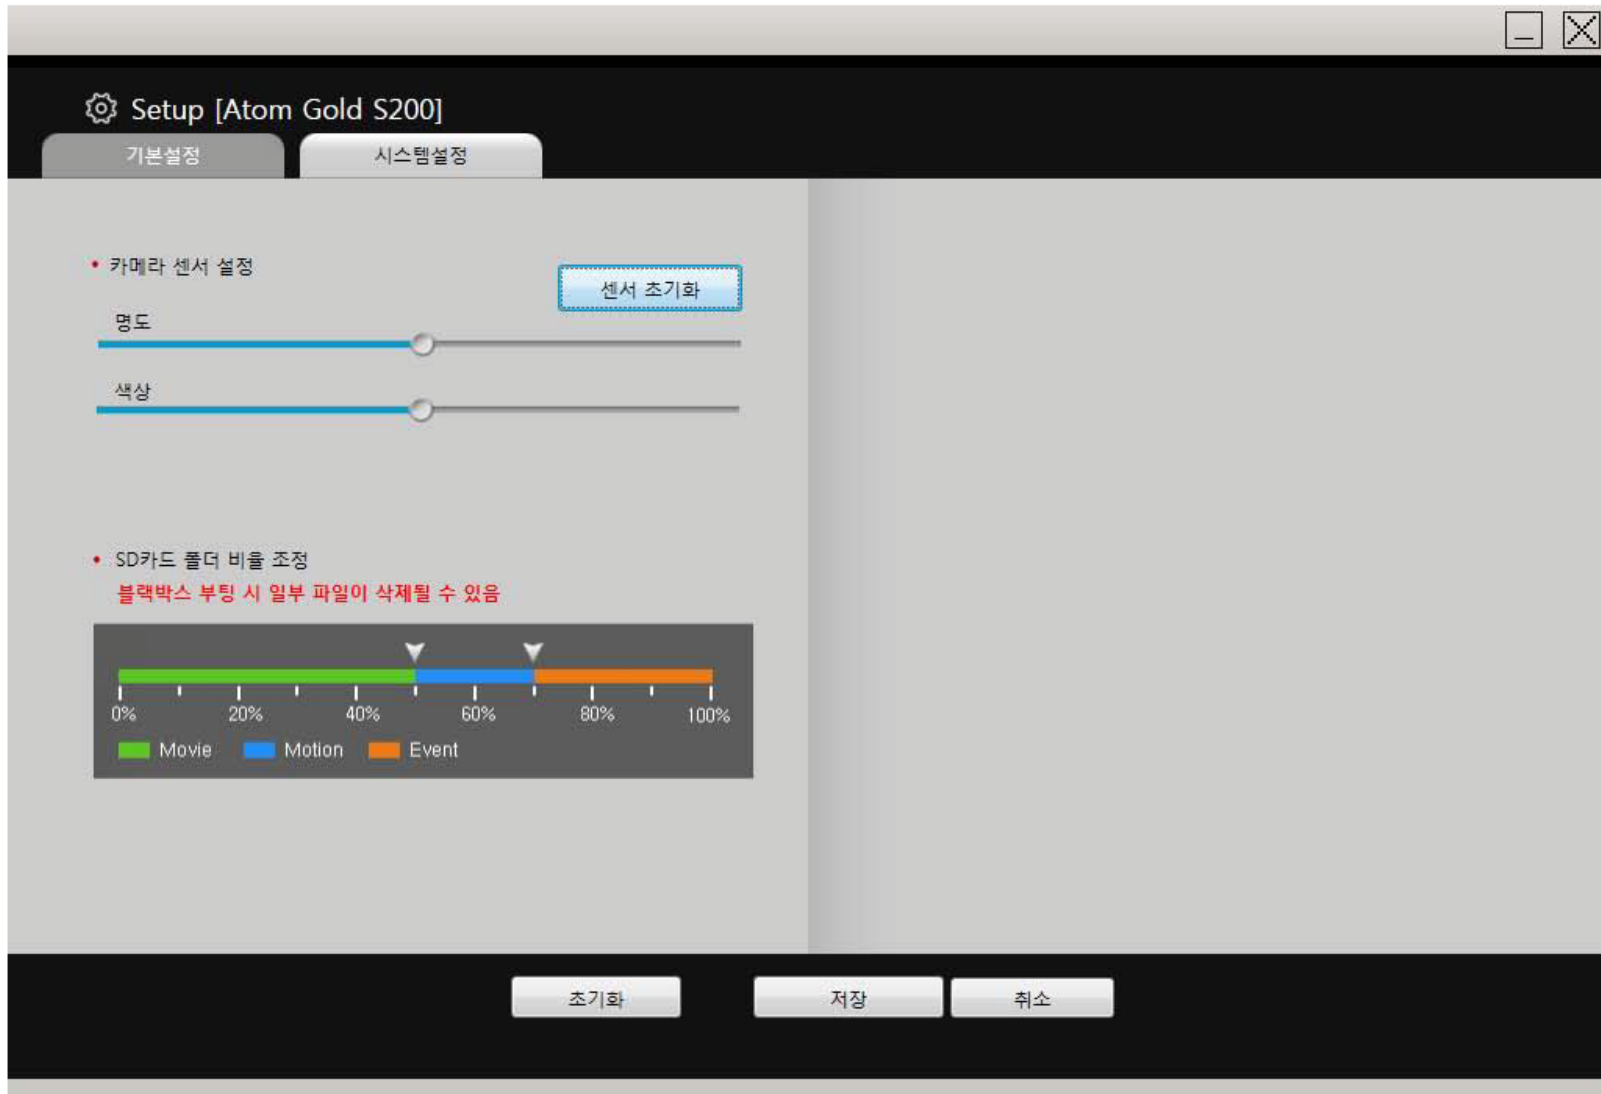 Setup [Atom Gold S200]
기본설정 시스템설정
• 카메라 센서 설정
센서 초기화
명도
색상
• SD카드 폴더 비율 조정
블랙박스 부팅 시 일부 파일이 삭제될 수 있음
0% 20% 40% 60% 80% 100%
Movie Motion Event
초기화 저장 취소